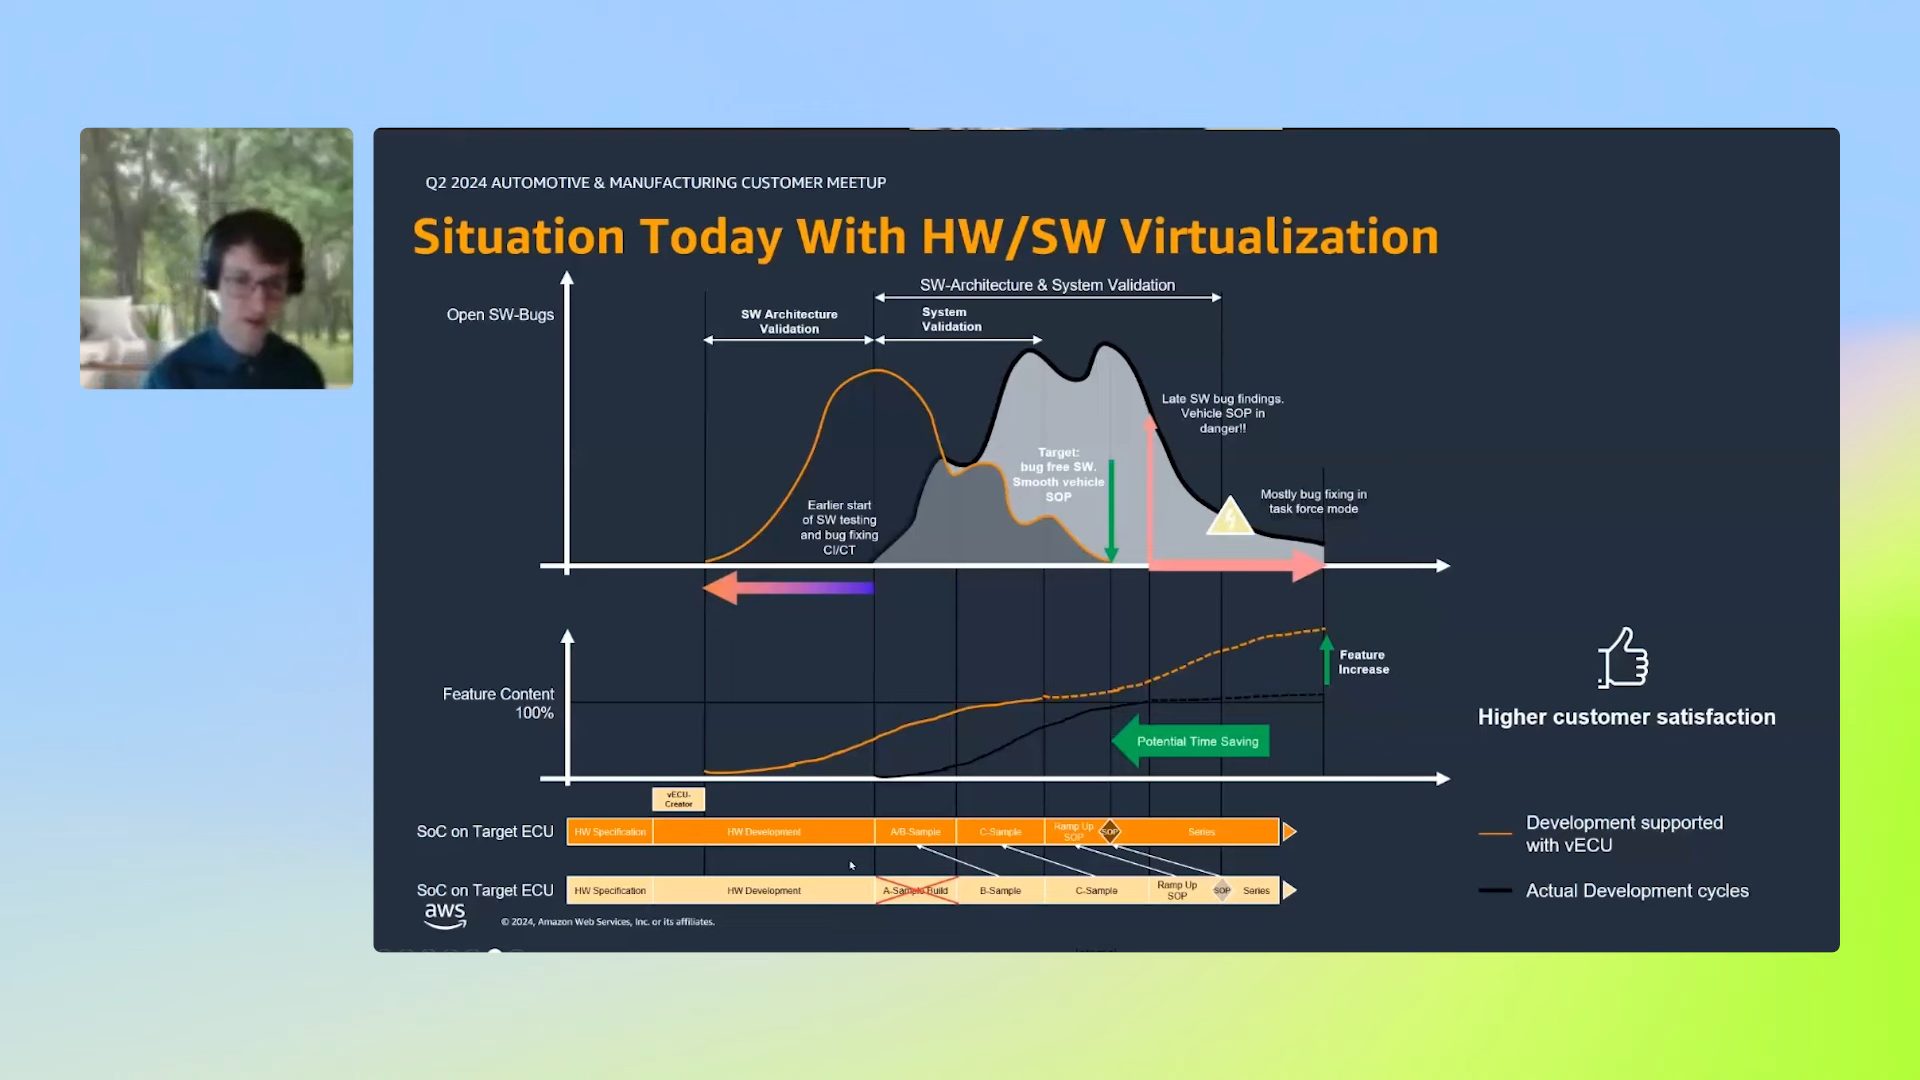 Q2 2024 AUTOMOTIVE & MANUFACTURING CUSTOMER MEETUP
Situation Today With HW/SW Virtualization
SW-Architecture & System Validation
Open SW-Bugs
SW Architecture
Validation
System
Validation
Late SW bug findings.
Vehicle SOP in
danger!!
Target:
bug free SW.
Smooth vehicle
SOP
Earlier start
of SW testing
and bug fixing
CI/CT
Mostly bug fixing in
task force mode
Feature
Increase
Feature Content
100%
Potential Time Saving
Higher customer satisfaction
vECU-
Creator
SoC on Target ECU
HW Specification
HW Development
A/B-Sample
C-Sample
Ramp Up
SOP
SOP
Series
Development supported
with vECU
SoC on Target ECU
HW Specification
HW Development
A-Sample Build
B-Sample
C-Sample
Ramp Up
SOP
SOP
Series
Actual Development cycles
aws
© 2024, Amazon Web Services, Inc. or its affiliates.